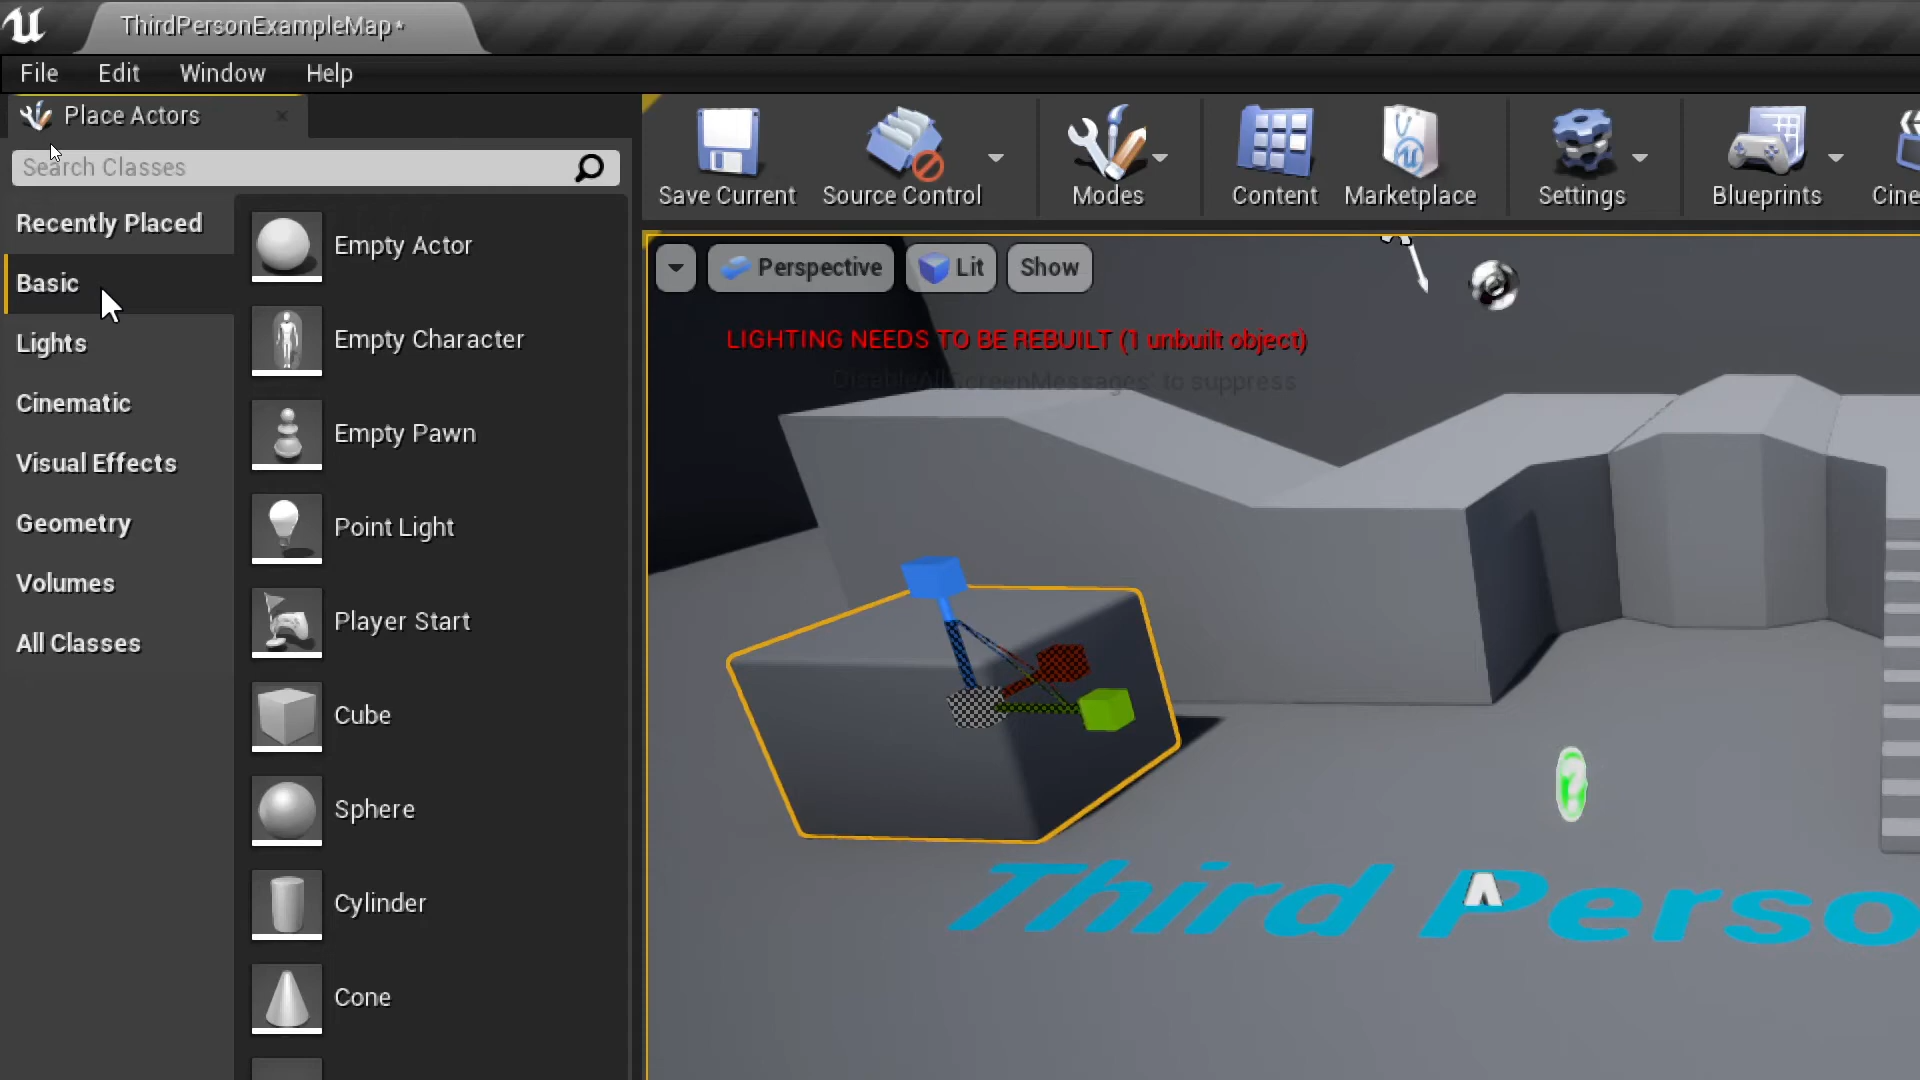 ThirdPersonExampleMap*
File Edit Window Help
Place Actors
Search Classes
Recently Placed
Basic
Lights
Cinematic
Visual Effects
Geometry
Volumes
All Classes
Empty Actor
Empty Character
Empty Pawn
Point Light
Player Start
Cube
Sphere
Cylinder
Cone
Save Current
Source Control
Modes
Content
Marketplace
Settings
Blueprints
Cine
Perspective
Lit
Show
LIGHTING NEEDS TO BE REBUILT (1 unbuilt object)
'DisableAllScreenMessages' to suppress
Third Perso